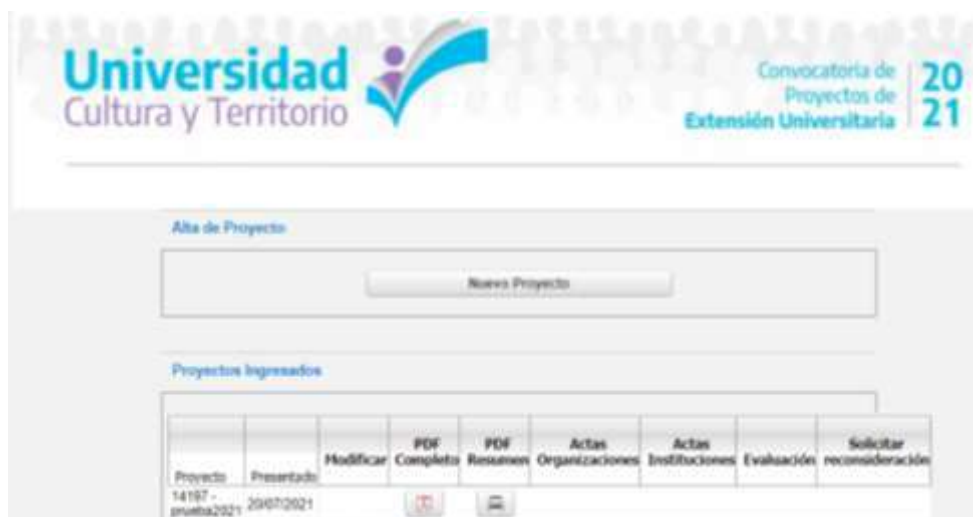 Universidad
Cultura y Territorio
Convocatoria de
Proyectos de
Extensión Universitaria
20
21
Alta de Proyecto
Nuevo Proyecto
Proyectos Ingresados
Proyecto Presentado Modificar PDF Completo PDF Resumen Actas Organizaciones Actas Instituciones Evaluación Solicitar reconsideración
14197 -
prueba2021 20/07/2021